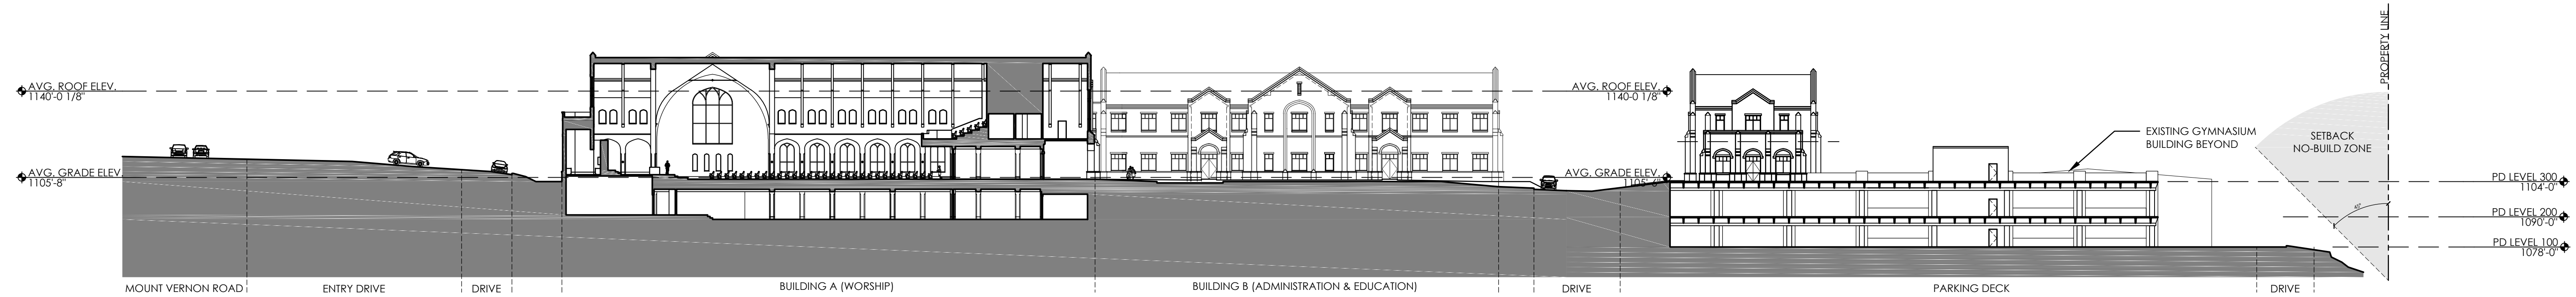 AVG. ROOF ELEV.
1140'-0 1/8"
AVG. GRADE ELEV.
1105'-8"
AVG. ROOF ELEV.
1140-0 1/8"
AVG. GRADE ELEV.
1105'-6"
EXISTING GYMNASIUM
BUILDING BEYOND
SETBACK
NO-BUILD ZONE
PROPERTY LINE
45°
PD LEVEL 300
1104'-0"
PD LEVEL 200
1090'-0"
PD LEVEL 100
1078'-0"
MOUNT VERNON ROAD
ENTRY DRIVE
DRIVE
BUILDING A (WORSHIP)
BUILDING B (ADMINISTRATION & EDUCATION)
DRIVE
PARKING DECK
DRIVE